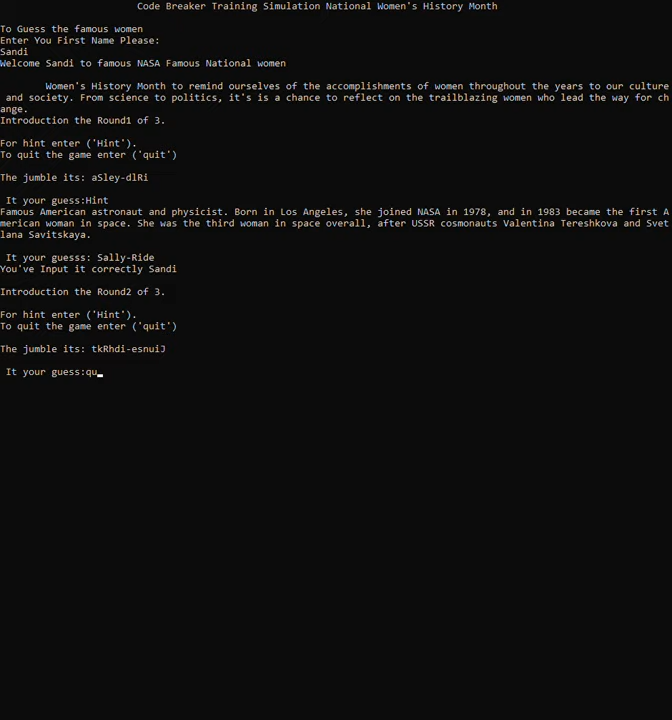 Code Breaker Training Simulation National Women's History Month
To Guess the famous women
Enter You First Name Please:
Sandi
Welcome Sandi to famous NASA Famous National women
Women's History Month to remind ourselves of the accomplishments of women throughout the years to our culture
and society. From science to politics, it's is a chance to reflect on the trailblazing women who lead the way for ch
ange.
Introduction the Round1 of 3.
For hint enter ('Hint').
To quit the game enter ('quit')
The jumble its: aSley-dlRi
It your guess:Hint
Famous American astronaut and physicist. Born in Los Angeles, she joined NASA in 1978, and in 1983 became the first A
merican woman in space. She was the third woman in space overall, after USSR cosmonauts Valentina Tereshkova and Svet
lana Savitskaya.
It your guesss: Sally-Ride
You've Input it correctly Sandi
Introduction the Round2 of 3.
For hint enter ('Hint').
To quit the game enter ('quit')
The jumble its: tkRhdi-esnuiJ
It your guess:qu